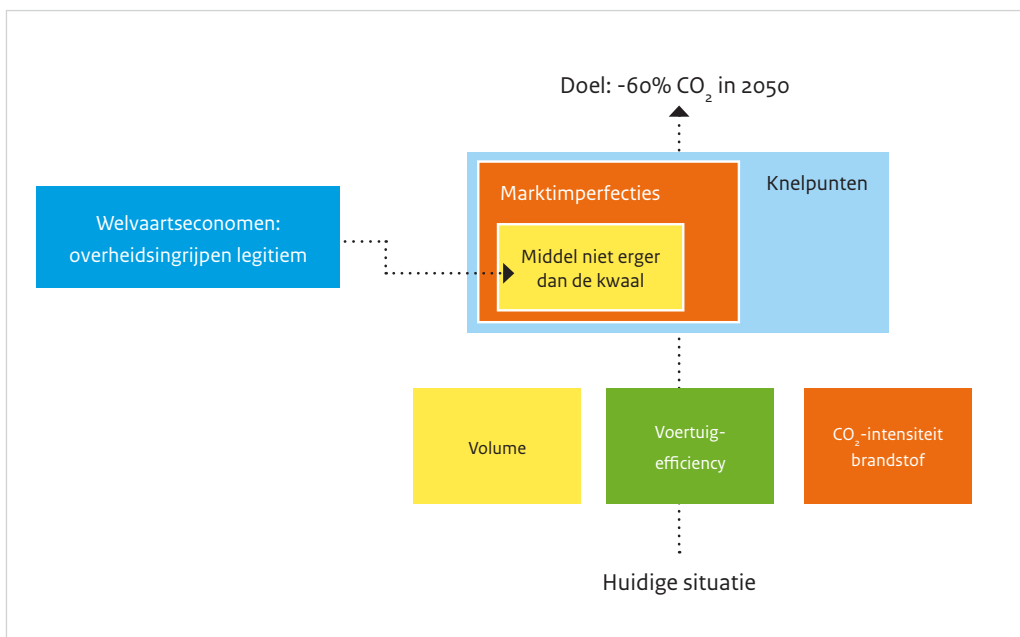 Doel: -60% CO₂ in 2050
Knelpunten
Marktimperfecties
Welvaartseconomen:
overheidsingrijpen legitiem
Middel niet erger
dan de kwaal
Volume
Voertuig-
efficiency
CO₂-intensiteit
brandstof
Huidige situatie